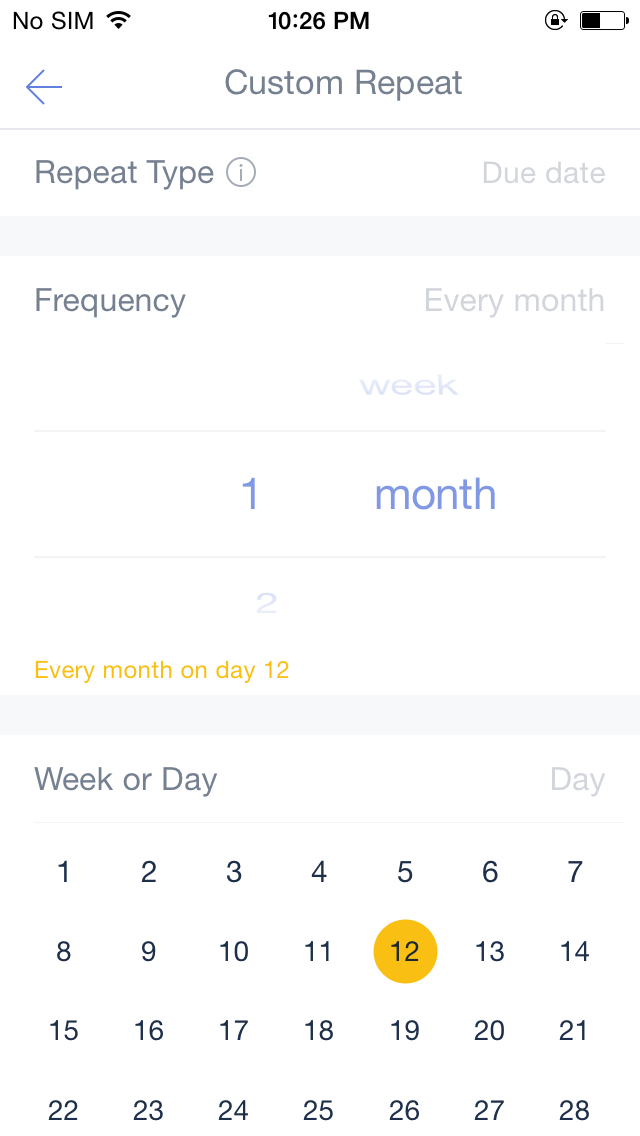 No SIM 10:26 PM
Custom Repeat
Repeat Type Due date
Frequency Every month
week
1 month
2
Every month on day 12
Week or Day Day
1 2 3 4 5 6 7
8 9 10 11 12 13 14
15 16 17 18 19 20 21
22 23 24 25 26 27 28